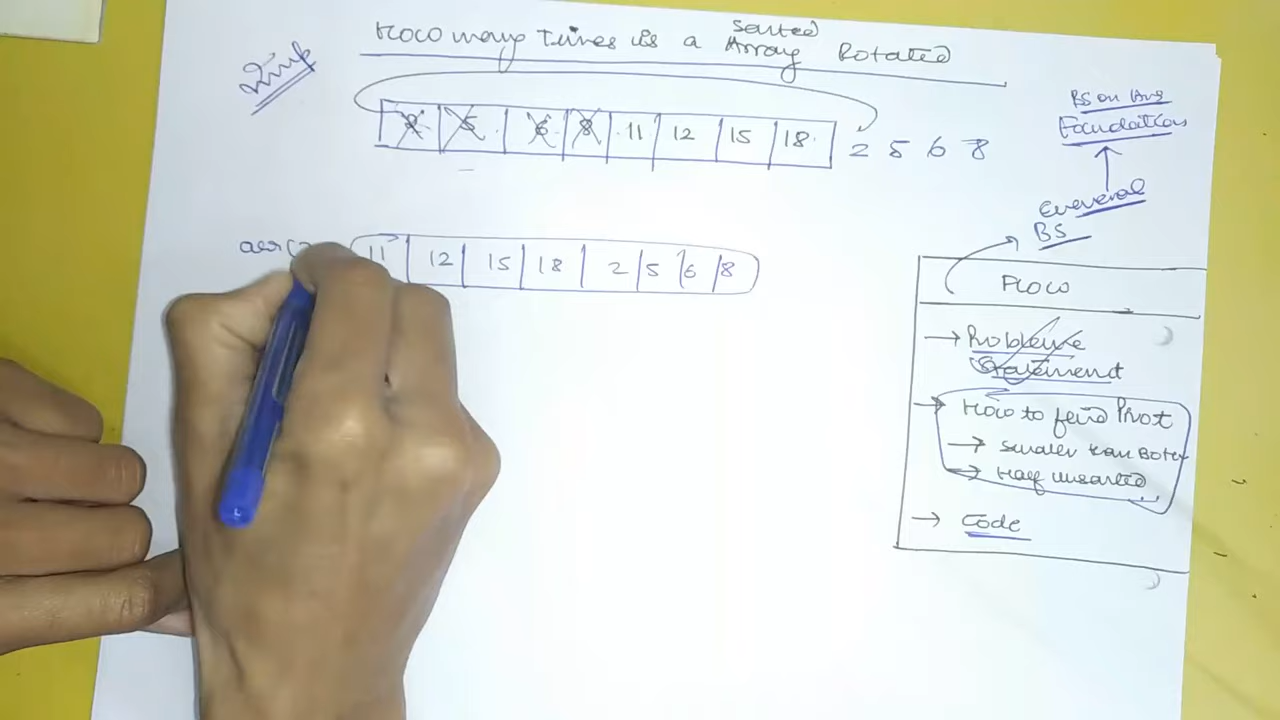 How many Times is a Sorted Array Rotated
Imp
2 5 6 8 11 12 15 18 2 5 6 8
BS on Ans
Foundation
General
BS
arr[
11 12 15 18 2 5 6 8
Flow
→ Problem
Statement
→ How to find Pivot
→ Smaller than Both
→ Half unsorted
→ Code